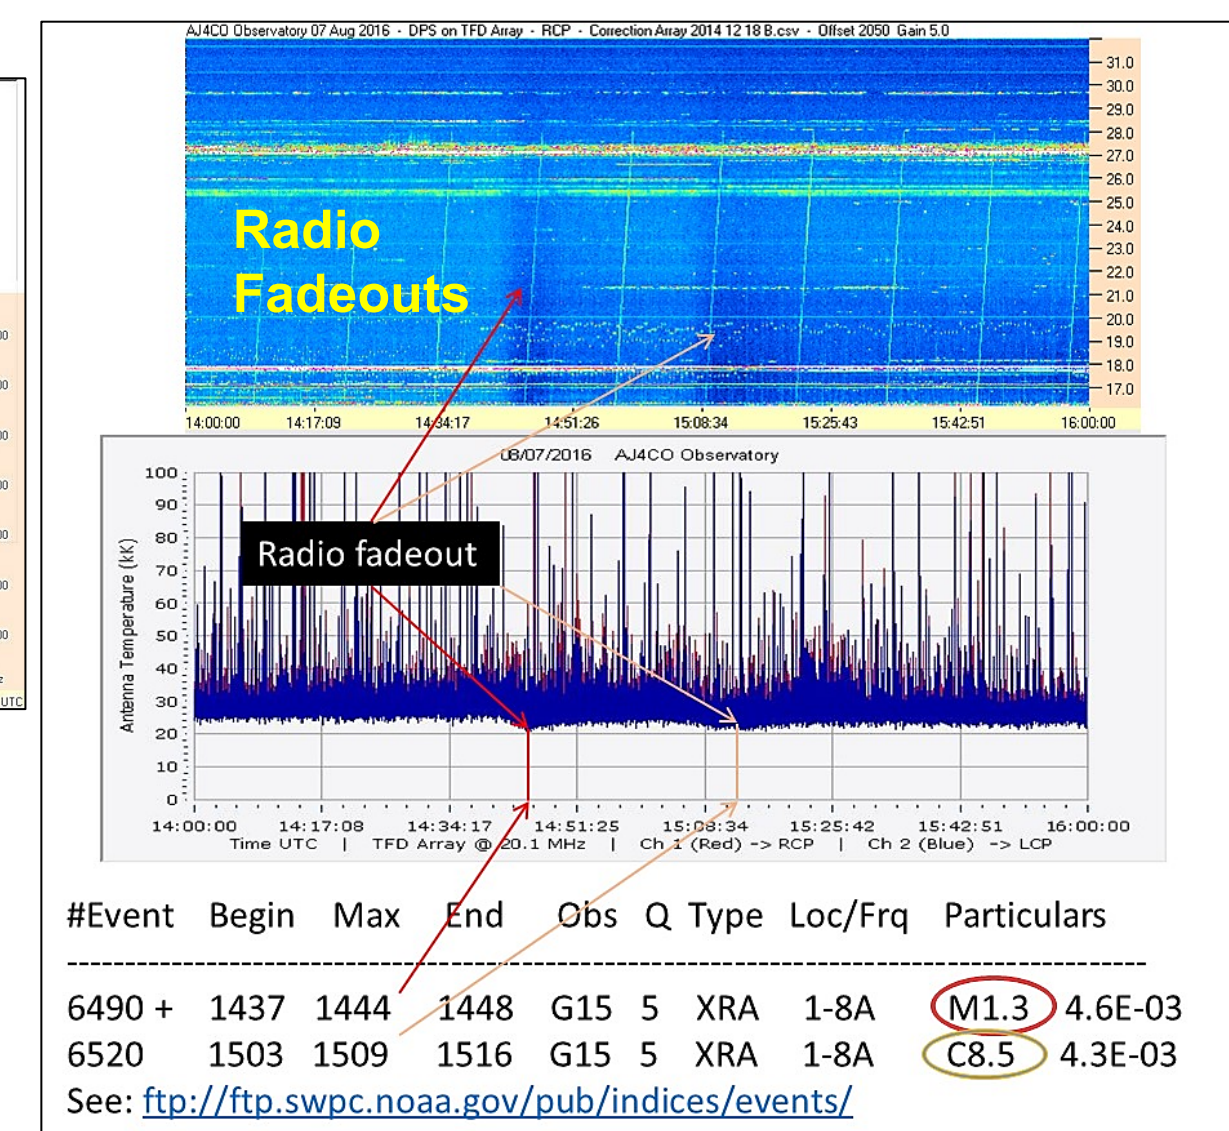 AJ4CO Observatory 07 Aug 2016 - DPS on TFD Array - RCP - Correction Array 2014 12 18 B.csv - Offset 2050 Gain 5.0
31.0
30.0
29.0
28.0
27.0
26.0
25.0
24.0
23.0
22.0
21.0
20.0
19.0
18.0
17.0
Radio
Fadeouts
14:00:00 14:17:09 14:34:17 14:51:26 15:08:34 15:25:43 15:42:51 16:00:00
08/07/2016 AJ4CO Observatory
Antenna Temperature (kK)
100
90
80
70
60
50
40
30
20
10
0
Radio fadeout
14:00:00 14:17:08 14:34:17 14:51:25 15:08:34 15:25:42 15:42:51 16:00:00
Time UTC | TFD Array @ 20.1 MHz | Ch 1 (Red) -> RCP | Ch 2 (Blue) -> LCP
#Event Begin Max End Obs Q Type Loc/Frq Particulars
--------------------------------------------------------------------------------
6490 + 1437 1444 1448 G15 5 XRA 1-8A M1.3 4.6E-03
6520 1503 1509 1516 G15 5 XRA 1-8A C8.5 4.3E-03
See: ftp://ftp.swpc.noaa.gov/pub/indices/events/
UTC